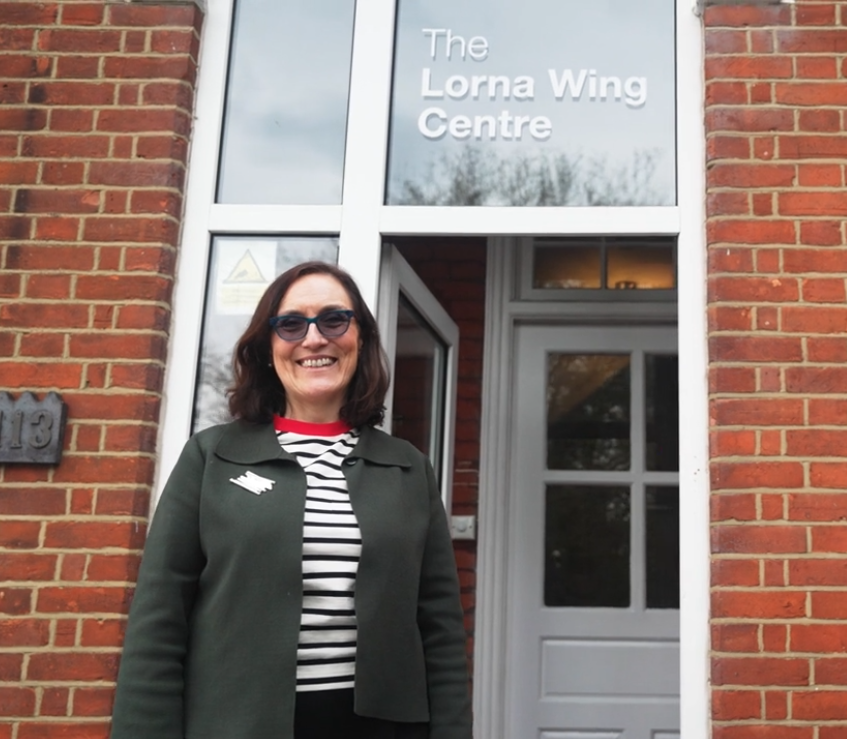 The
Lorna Wing
Centre
113